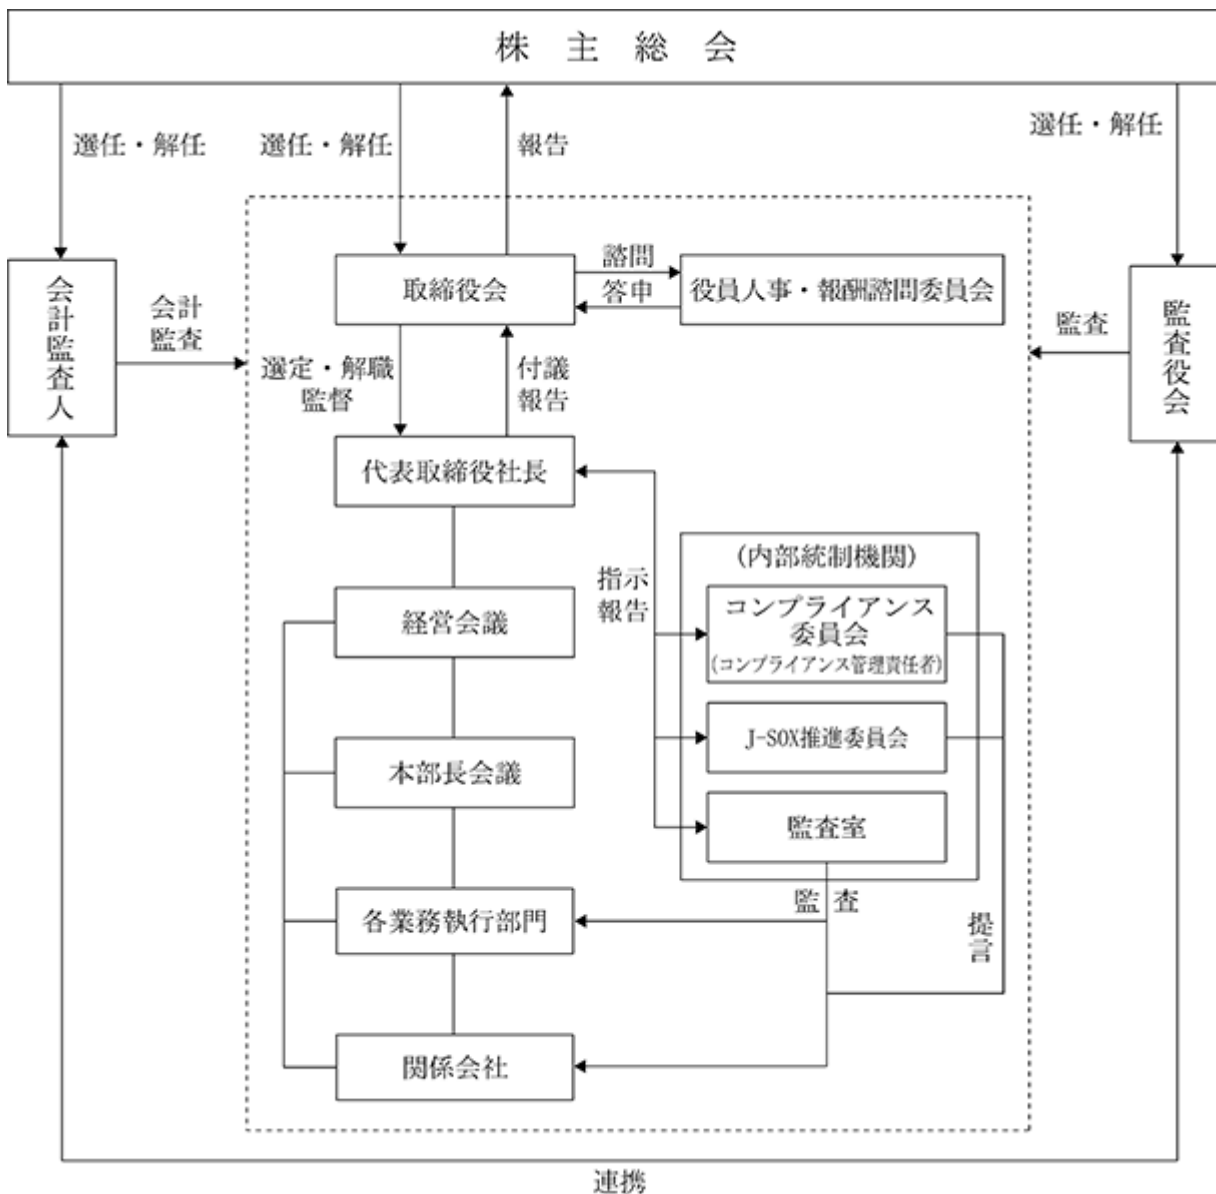 株主総会
選任・解任
選任・解任
報告
選任・解任
会計監査人
会計
監査
取締役会
諮問
答申
役員人事・報酬諮問委員会
監査
監査役会
選定・解職
監督
付議
報告
代表取締役社長
指示
報告
(内部統制機関)
コンプライアンス
委員会
(コンプライアンス管理責任者)
経営会議
J-SOX推進委員会
本部長会議
監査室
監査
各業務執行部門
提言
関係会社
連携